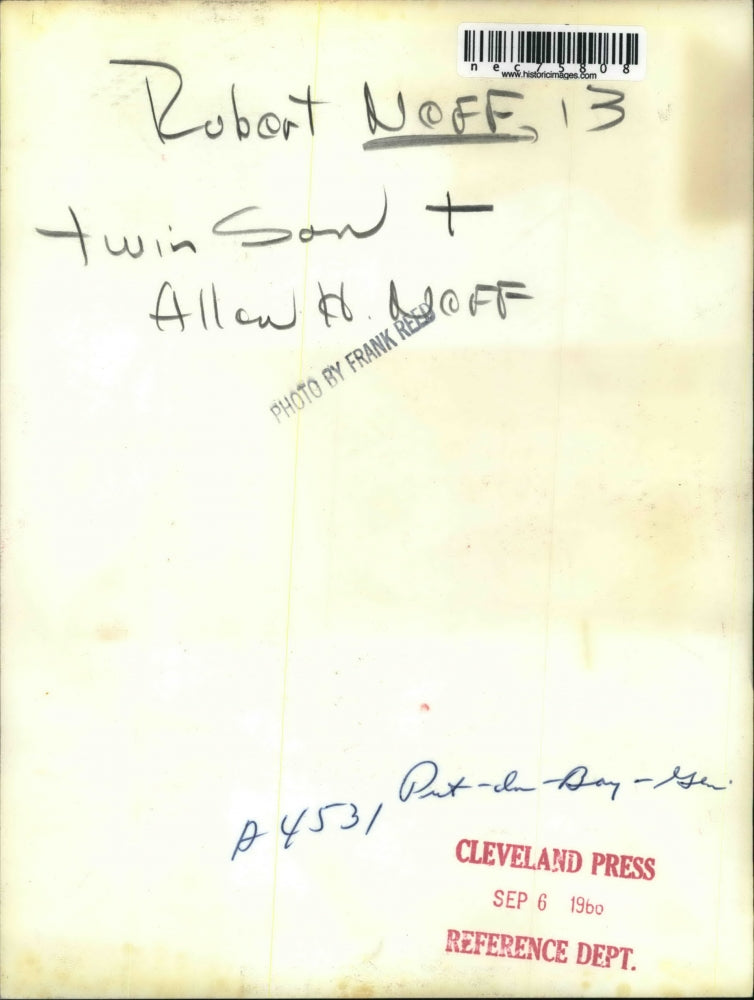 nec75808
www.historicimages.com
Robert NOFF, 13
twin Son +
Allen H. NOFF
PHOTO BY FRANK REED
Put-In-Bay-Gen.
A4531
CLEVELAND PRESS
SEP 6 1960
REFERENCE DEPT.